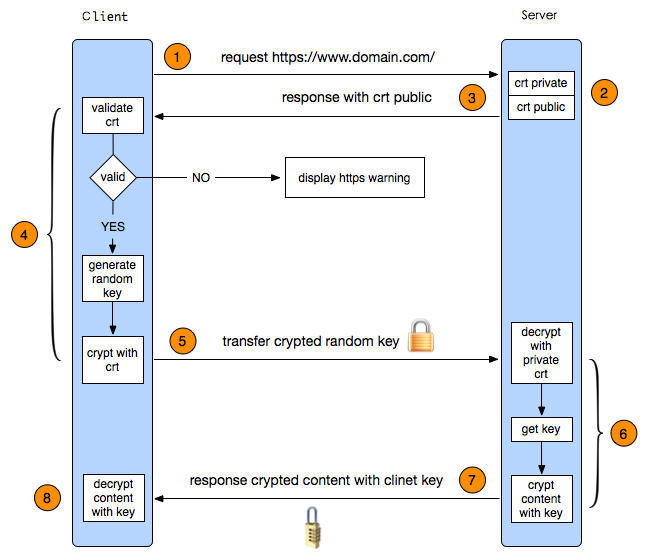 Client
Server
1
request https://www.domain.com/
crt private
2
response with crt public
3
crt public
validate
crt
valid
NO
display https warning
YES
4
generate
random
key
crypt with
crt
5
transfer crypted random key
decrypt
with
private
crt
get key
6
response crypted content with clinet key
7
8
decrypt
content
with key
crypt
content
with key